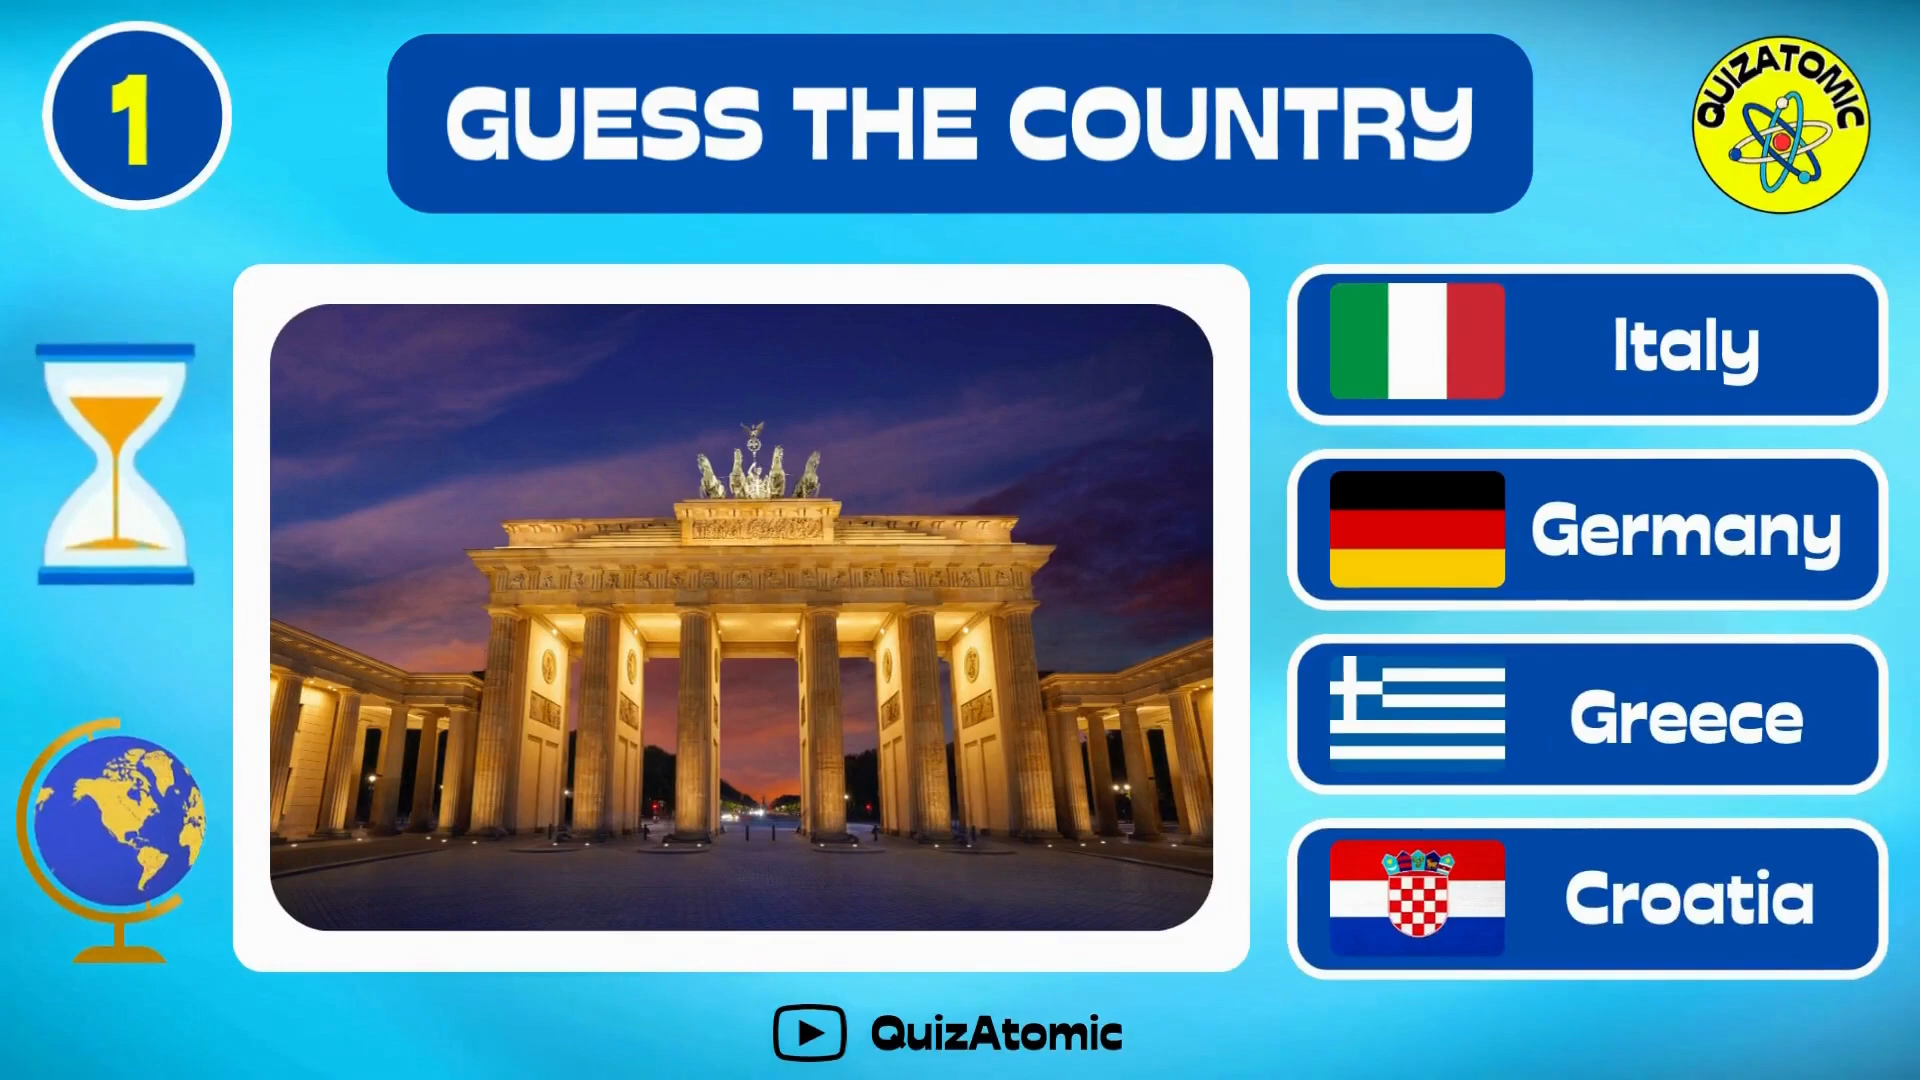 1
GUESS THE COUNTRY
QUIZATOMIC
Italy
Germany
Greece
Croatia
QuizAtomic